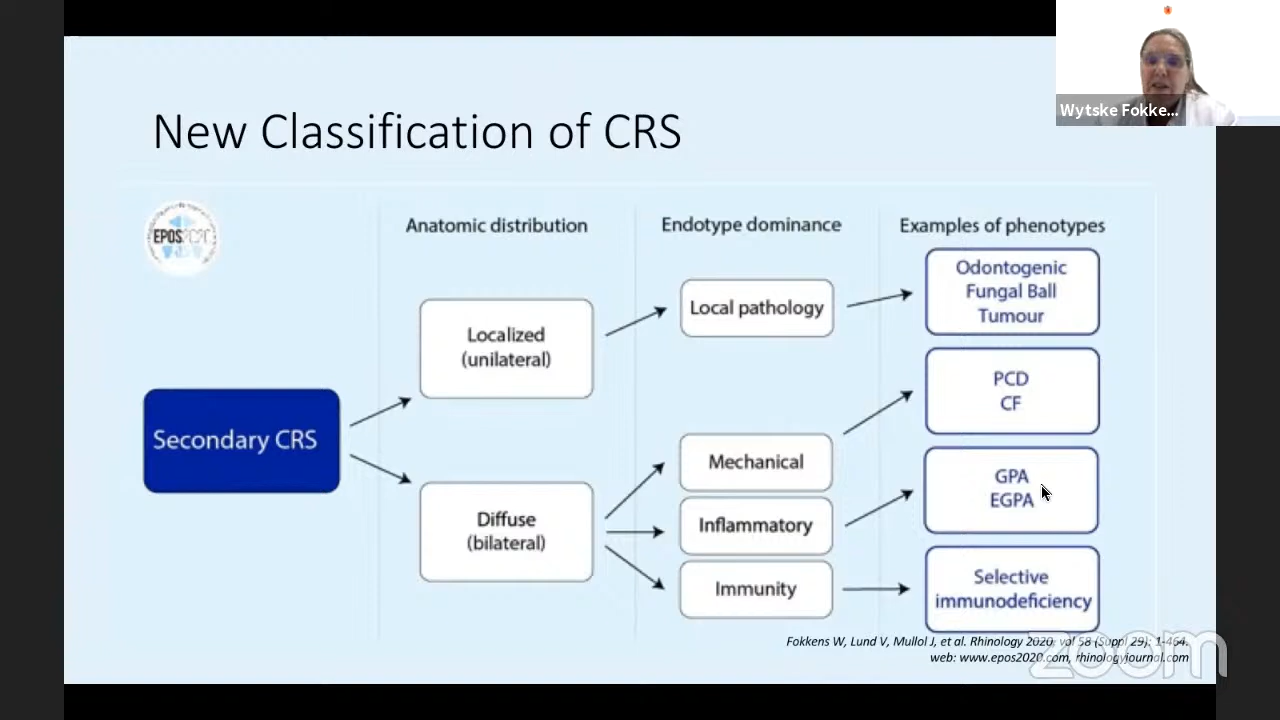 Wytske Fokke...
New Classification of CRS
EPOS2020
Anatomic distribution
Endotype dominance
Examples of phenotypes
Secondary CRS
Localized
(unilateral)
Diffuse
(bilateral)
Local pathology
Mechanical
Inflammatory
Immunity
Odontogenic
Fungal Ball
Tumour
PCD
CF
GPA
EGPA
Selective
immunodeficiency
Fokkens W, Lund V, Mullol J, et al. Rhinology 2020, vol 58 (Suppl 29): 1-464.
web: www.epos2020.com, rhinologyjournal.com
zoom